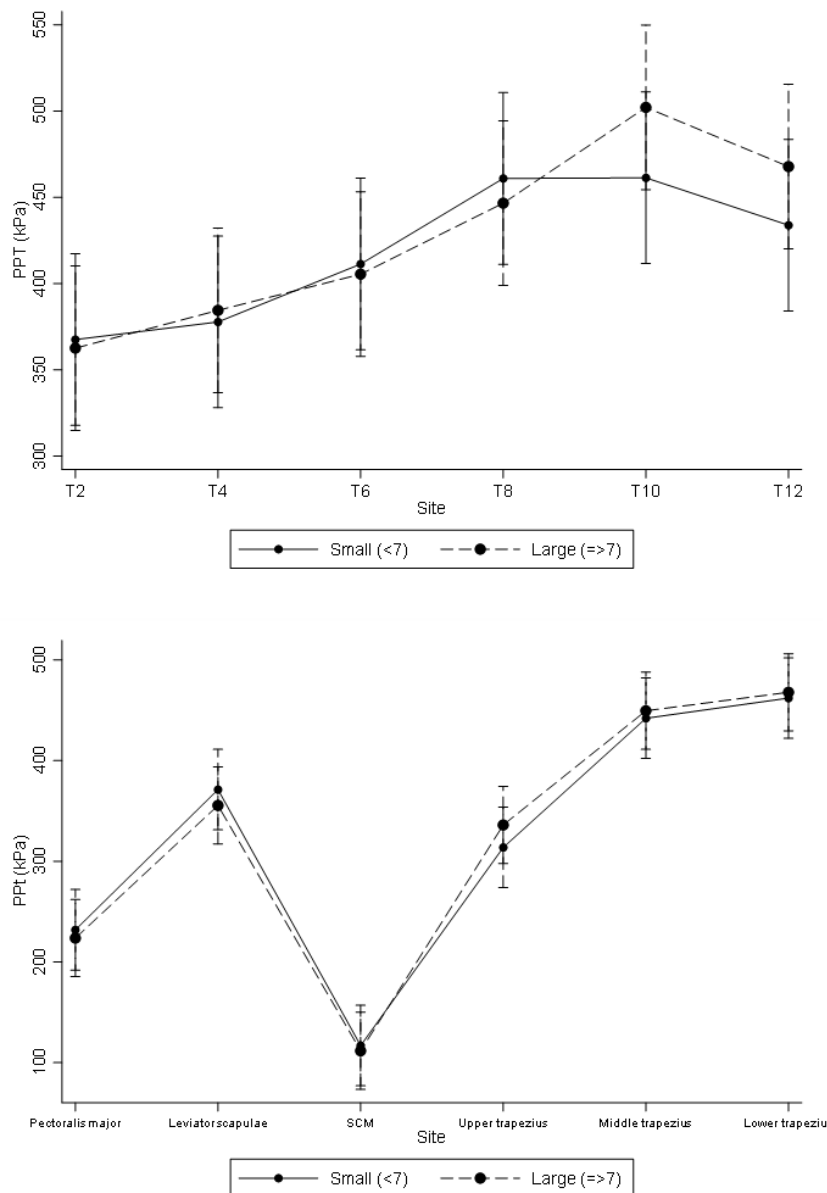 550
500
450
400
350
300
PPT (kPa)
T2 T4 T6 T8 T10 T12
Site
Small (<7) Large (=>7)
500
400
300
200
100
PPt (kPa)
Pectoralis major Leviator scapulae SCM Upper trapezius Middle trapezius Lower trapeziu
Site
Small (<7) Large (=>7)